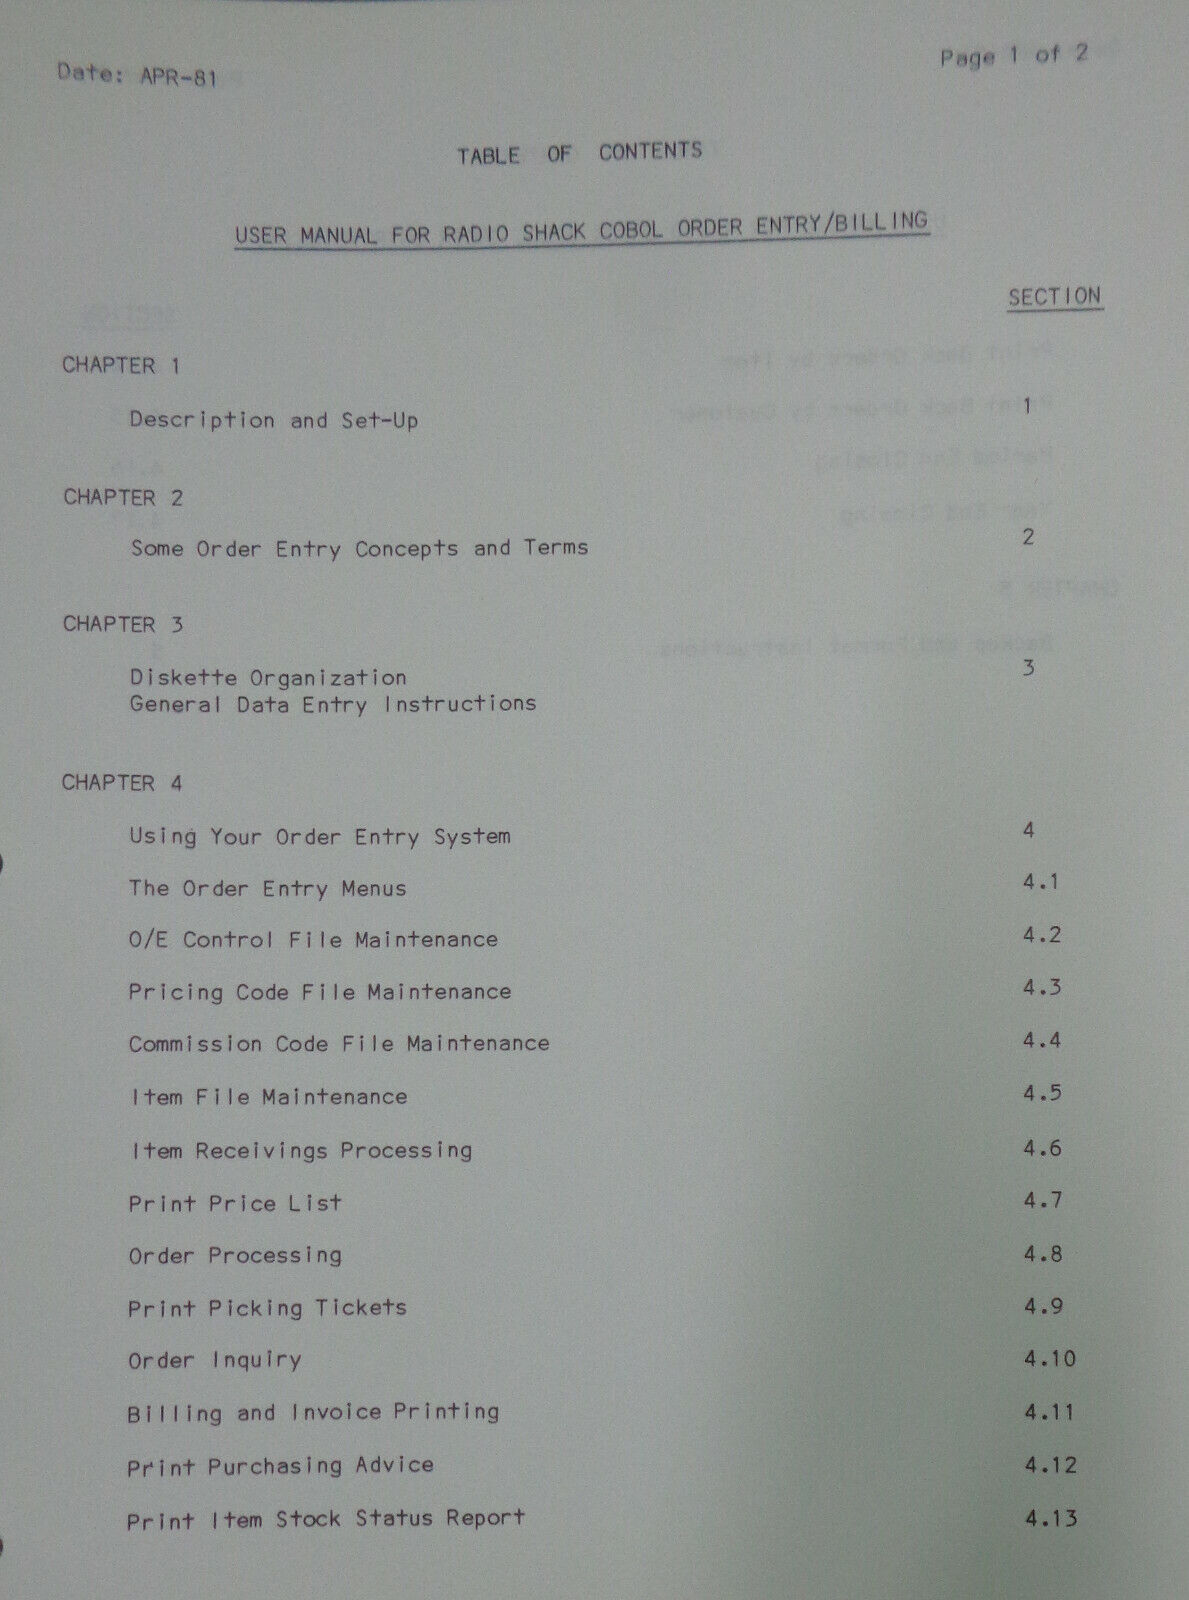 Date: APR-81
Page 1 of 2
TABLE OF CONTENTS
USER MANUAL FOR RADIO SHACK COBOL ORDER ENTRY/BILLING
SECTION
CHAPTER 1
Description and Set-Up 1
CHAPTER 2
Some Order Entry Concepts and Terms 2
CHAPTER 3
Diskette Organization 3
General Data Entry Instructions
CHAPTER 4
Using Your Order Entry System 4
The Order Entry Menus 4.1
O/E Control File Maintenance 4.2
Pricing Code File Maintenance 4.3
Commission Code File Maintenance 4.4
Item File Maintenance 4.5
Item Receivings Processing 4.6
Print Price List 4.7
Order Processing 4.8
Print Picking Tickets 4.9
Order Inquiry 4.10
Billing and Invoice Printing 4.11
Print Purchasing Advice 4.12
Print Item Stock Status Report 4.13